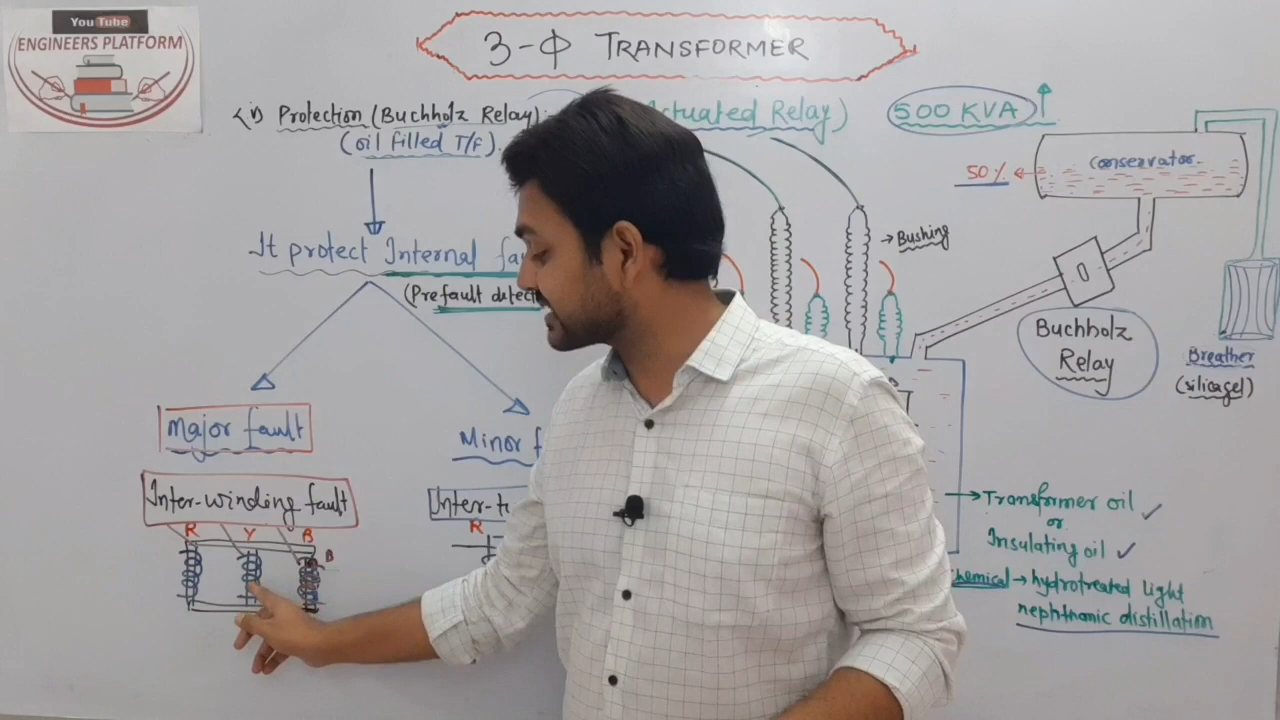 YouTube
ENGINEERS PLATFORM
3-Φ TRANSFORMER
Protection (Buchholz Relay):
Actuated Relay)
500 KVA
(oil filled T/F).
It protect Internal
(Prefault
Major fault
Minor
Inter-winding fault
R Y B
B
R
Bushing
50%
conservator
Buchholz
Relay
Breather
(silicagel)
Transformer oil
or
Insulating oil
chemical → hydrotreated light
nephthanic distillation